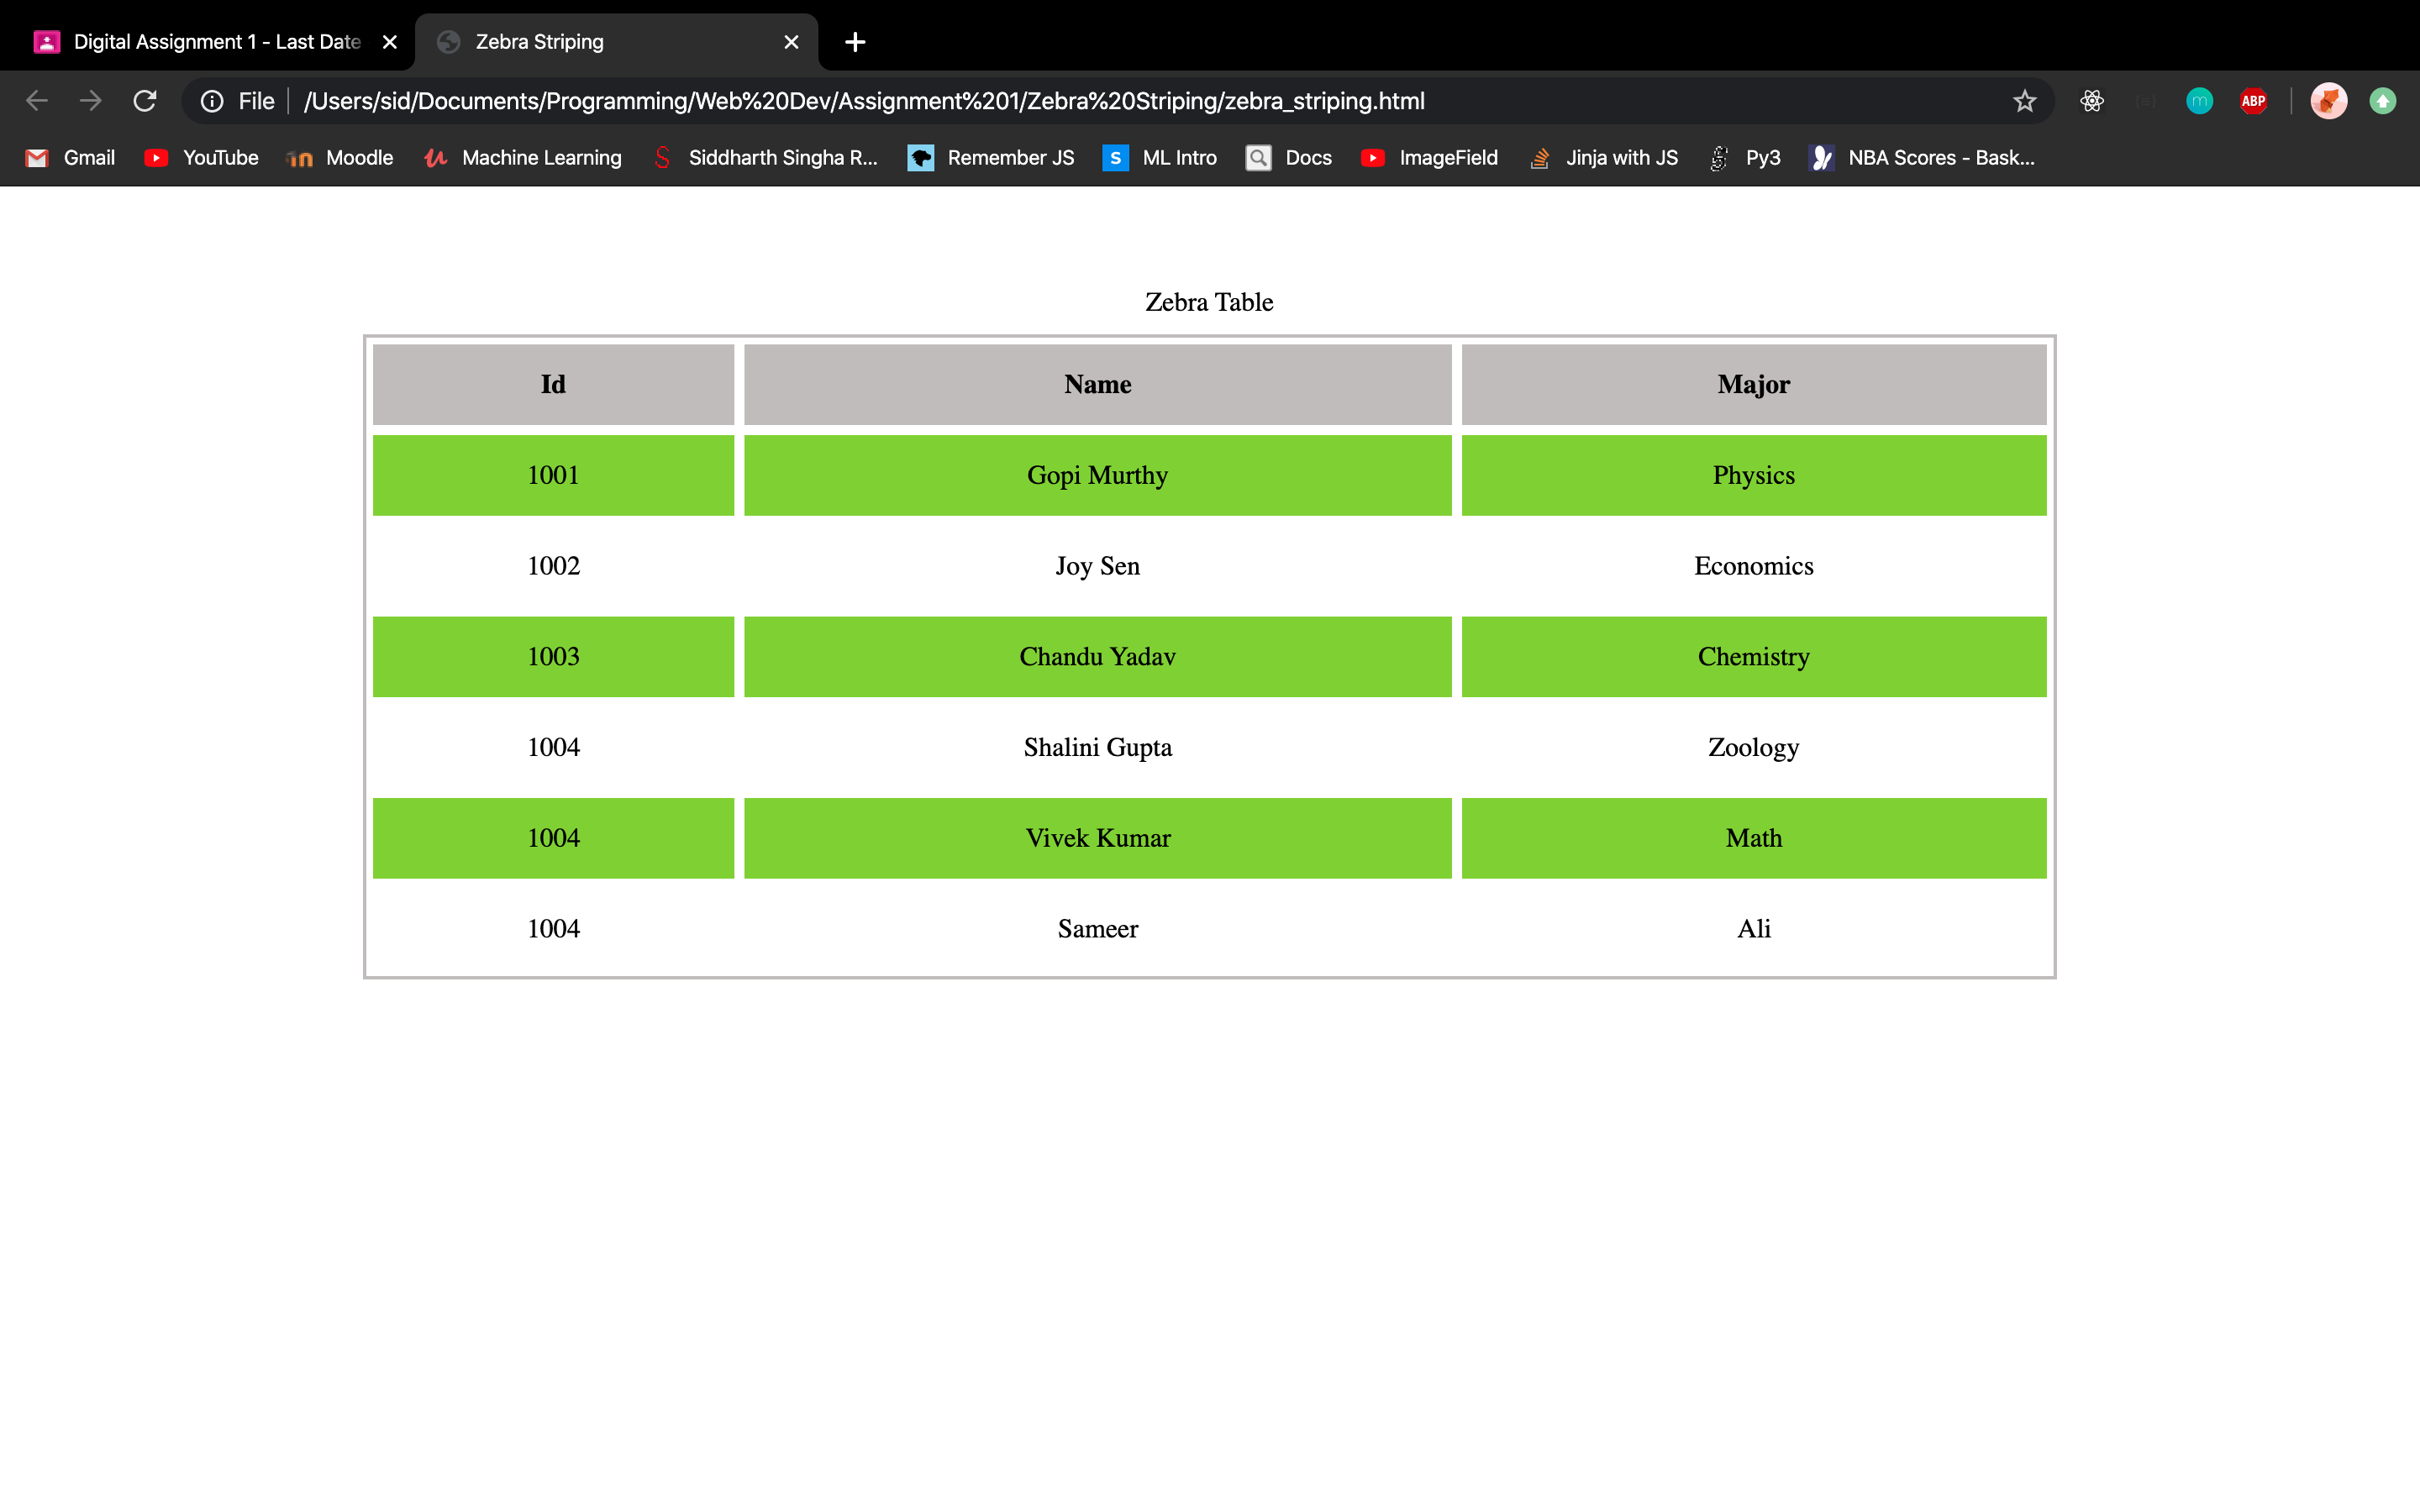 Digital Assignment 1 - Last Date
Zebra Striping
File | /Users/sid/Documents/Programming/Web%20Dev/Assignment%201/Zebra%20Striping/zebra_striping.html
m ABP
Gmail YouTube Moodle Machine Learning Siddharth Singha R... Remember JS S ML Intro Docs ImageField Jinja with JS Py3 NBA Scores - Bask...
Zebra Table
Id Name Major
1001 Gopi Murthy Physics
1002 Joy Sen Economics
1003 Chandu Yadav Chemistry
1004 Shalini Gupta Zoology
1004 Vivek Kumar Math
1004 Sameer Ali